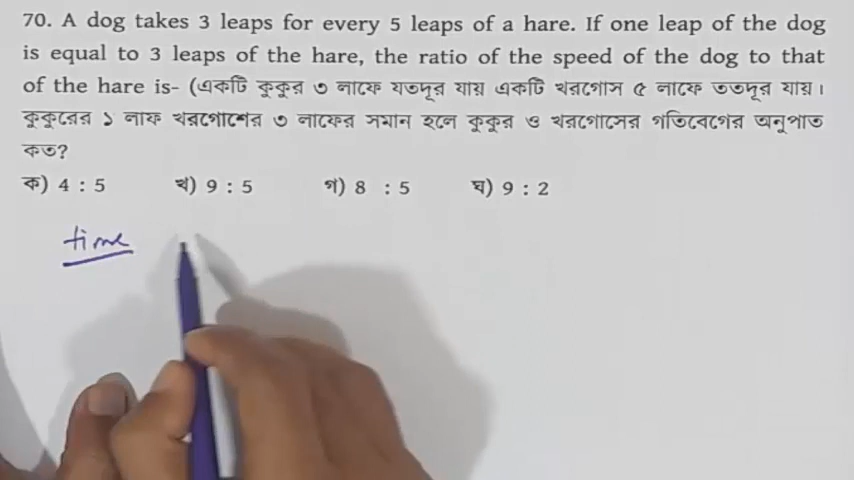 70. A dog takes 3 leaps for every 5 leaps of a hare. If one leap of the dog
is equal to 3 leaps of the hare, the ratio of the speed of the dog to that
of the hare is- (একটি কুকুর ৩ লাফে যতদূর যায় একটি খরগোস ৫ লাফে ততদূর যায়।
কুকুরের ১ লাফ খরগোশের ৩ লাফের সমান হলে কুকুর ও খরগোসের গতিবেগের অনুপাত
কত?
ক) 4 : 5 খ) 9 : 5 গ) 8 : 5 ঘ) 9 : 2
time